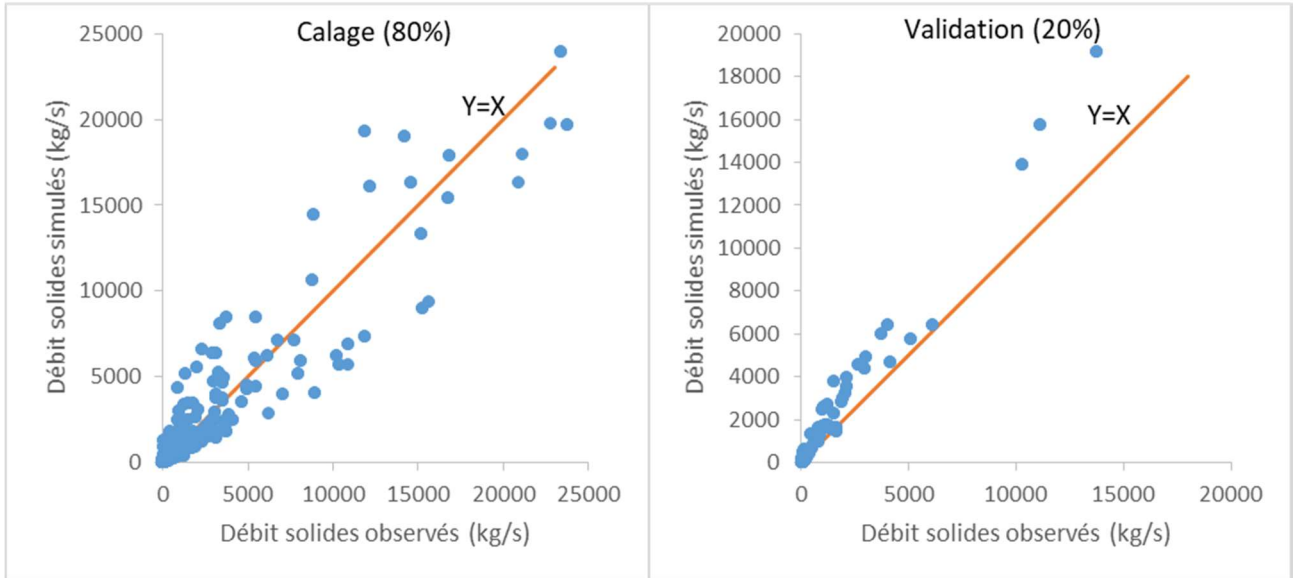 Calage (80%)
Débit solides simulés (kg/s)
25000
20000
15000
10000
5000
0
Y=X
0 5000 10000 15000 20000 25000
Débit solides observés (kg/s)
Validation (20%)
Débit solides simulés (kg/s)
20000
18000
16000
14000
12000
10000
8000
6000
4000
2000
0
Y=X
0 5000 10000 15000 20000
Débit solides observés (kg/s)